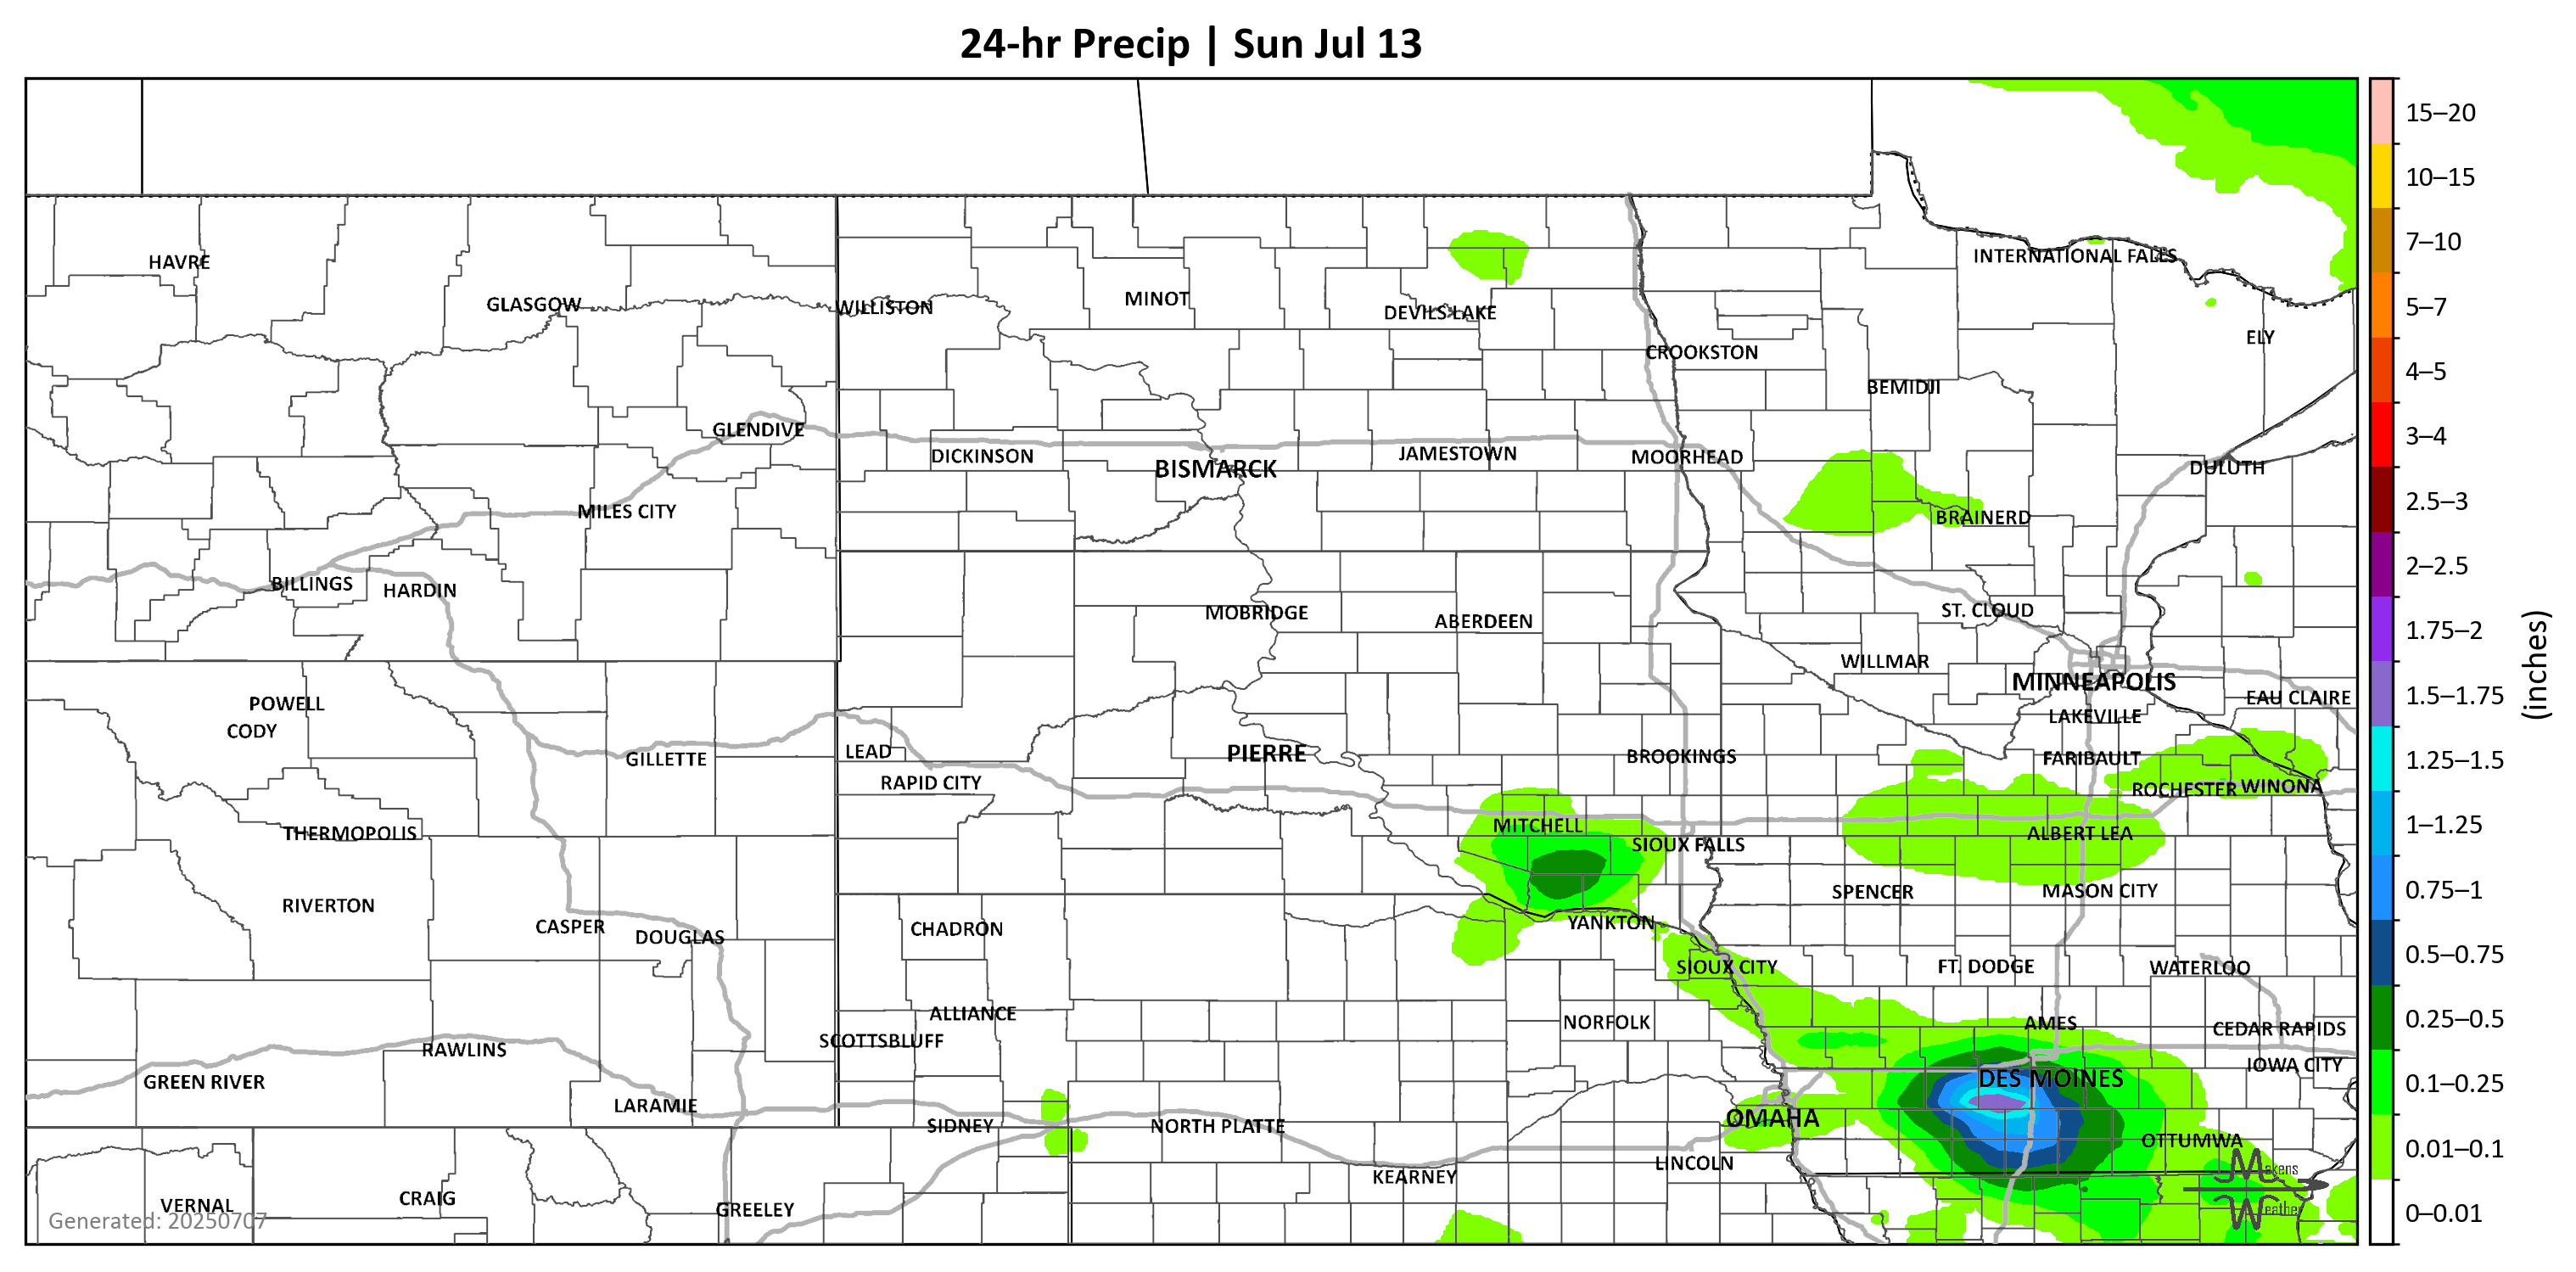 24-hr Precip | Sun Jul 13
15–20
10–15
7–10
5–7
4–5
3–4
2.5–3
2–2.5
1.75–2
1.5–1.75
1.25–1.5
1–1.25
0.75–1
0.5–0.75
0.25–0.5
0.1–0.25
0.01–0.1
0–0.01
(inches)
HAVRE
INTERNATIONAL FALLS
GLASGOW
WILLISTON
MINOT
DEVILS LAKE
ELY
CROOKSTON
BEMIDJI
GLENDIVE
DICKINSON
BISMARCK
JAMESTOWN
MOORHEAD
DULUTH
MILES CITY
BRAINERD
BILLINGS
HARDIN
MOBRIDGE
ABERDEEN
ST. CLOUD
WILLMAR
MINNEAPOLIS
POWELL
EAU CLAIRE
CODY
LAKEVILLE
GILLETTE
LEAD
PIERRE
BROOKINGS
FARIBAULT
RAPID CITY
ROCHESTER
WINONA
THERMOPOLIS
MITCHELL
SIOUX FALLS
ALBERT LEA
RIVERTON
SPENCER
MASON CITY
CASPER
DOUGLAS
CHADRON
YANKTON
SIOUX CITY
FT. DODGE
WATERLOO
ALLIANCE
NORFOLK
AMES
CEDAR RAPIDS
SCOTTSBLUFF
RAWLINS
IOWA CITY
GREEN RIVER
DES MOINES
LARAMIE
SIDNEY
NORTH PLATTE
OMAHA
OTTUMWA
LINCOLN
KEARNEY
VERNAL
CRAIG
GREELEY
Makens
Weather
Generated: 20250707